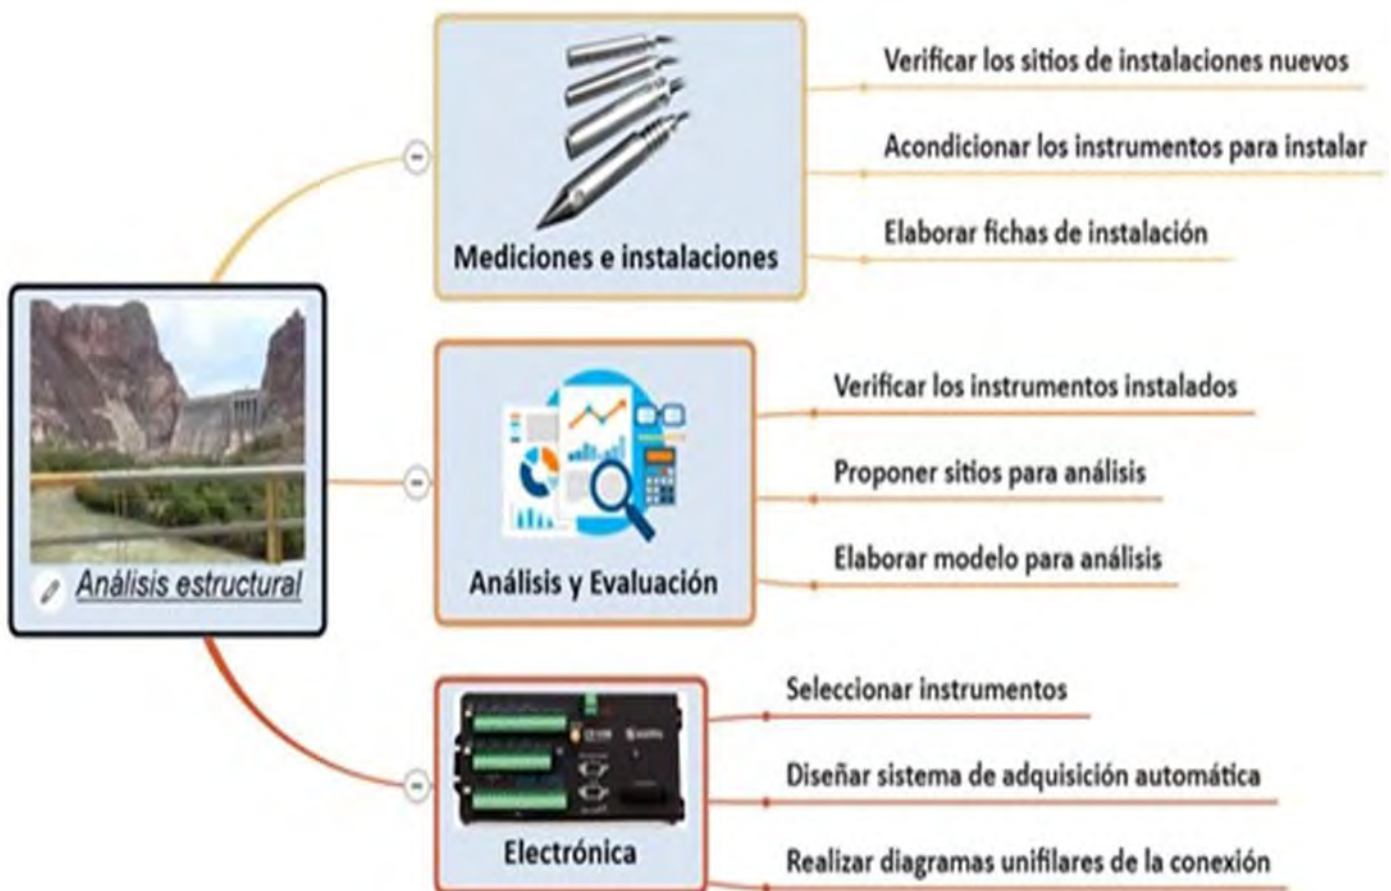 Verificar los sitios de instalaciones nuevos
Acondicionar los instrumentos para instalar
Elaborar fichas de instalación
Mediciones e instalaciones
Verificar los instrumentos instalados
Proponer sitios para análisis
Elaborar modelo para análisis
Análisis y Evaluación
Análisis estructural
Seleccionar instrumentos
Diseñar sistema de adquisición automática
Realizar diagramas unifilares de la conexión
Electrónica